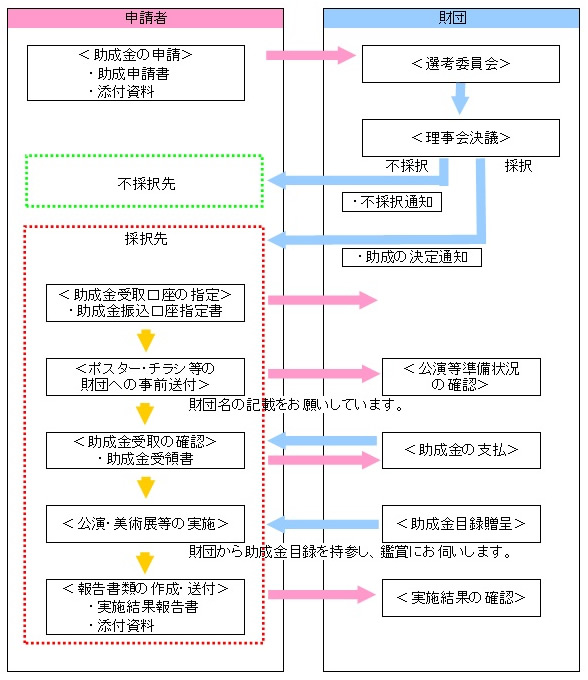 申請者
財団
＜助成金の申請＞
・助成申請書
・添付資料
＜選考委員会＞
＜理事会決議＞
不採択
採択
不採択先
・不採択通知
採択先
・助成の決定通知
＜助成金受取口座の指定＞
・助成金振込口座指定書
＜ポスター・チラシ等の
財団への事前送付＞
＜公演等準備状況
の確認＞
財団名の記載をお願いしています。
＜助成金受取の確認＞
・助成金受領書
＜助成金の支払＞
＜公演・美術展等の実施＞
＜助成金目録贈呈＞
財団から助成金目録を持参し、鑑賞にお伺いします。
＜報告書類の作成・送付＞
・実施結果報告書
・添付資料
＜実施結果の確認＞